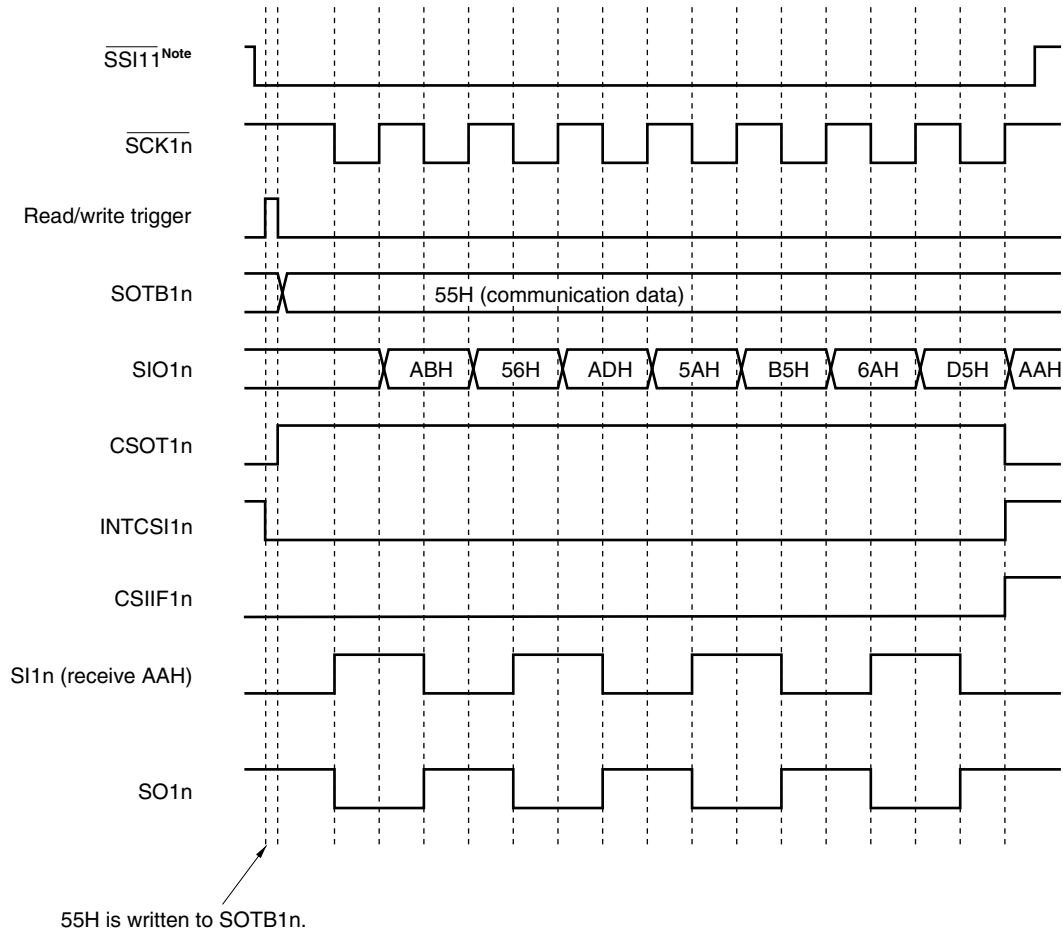 SSI11Note
SCK1n
Read/write trigger
SOTB1n
55H (communication data)
SIO1n
ABH 56H ADH 5AH B5H 6AH D5H AAH
CSOT1n
INTCSI1n
CSIIF1n
SI1n (receive AAH)
SO1n
55H is written to SOTB1n.